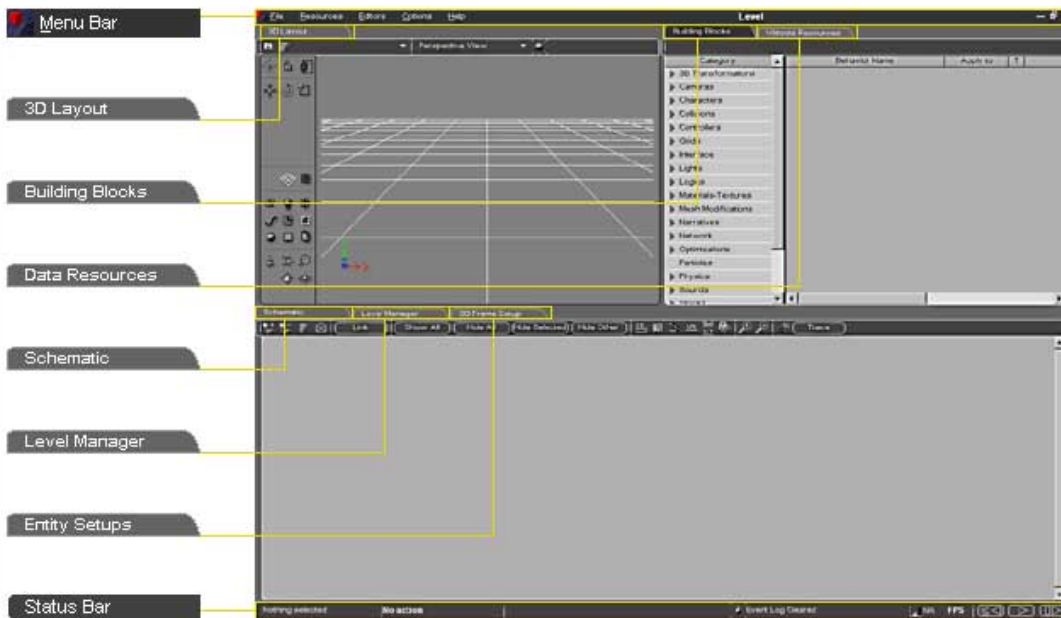 Menu Bar
3D Layout
Building Blocks
Data Resources
Schematic
Level Manager
Entity Setups
Status Bar
File Resources Editors Options Help Level
3D Layout
Building Blocks Virtools Resources
Perspective View
Category Behavior Name Apply to
3D Transformations
Cameras
Characters
Collisions
Controllers
Grids
Interface
Lights
Logics
Materials-Textures
Mesh Modifications
Narratives
Network
Optimizations
Particles
Physics
Sounds
Schematic Level Manager 3D Frame Setup
Link Show All Hide All Hide Selected Hide Other Trace
Nothing selected No action Event Log Cleared NA FPS